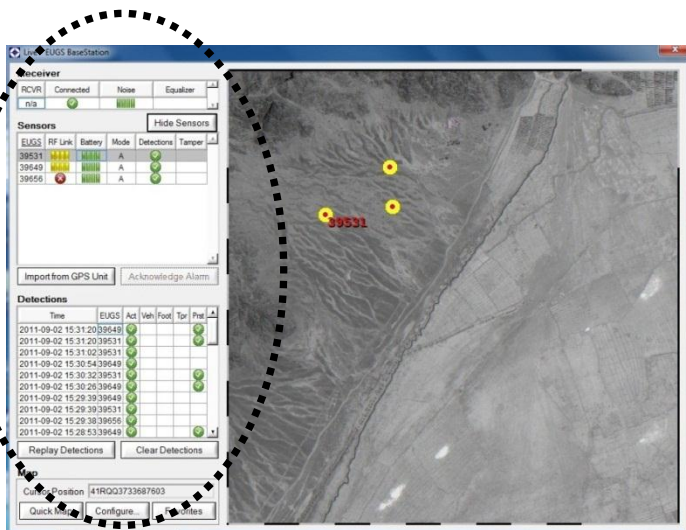 Live EUGS BaseStation
Receiver
RCVR Connected Noise Equalizer
n/a
Sensors Hide Sensors
EUGS RF Link Battery Mode Detections Tamper
39531 A
39649 A
39656 A
39531
Import from GPS Unit Acknowledge Alarm
Detections
Time EUGS Act Veh Foot Tpr Prst
2011-09-02 15:31:20 39649
2011-09-02 15:31:20 39531
2011-09-02 15:31:02 39531
2011-09-02 15:30:54 39649
2011-09-02 15:30:32 39531
2011-09-02 15:30:26 39649
2011-09-02 15:29:39 39649
2011-09-02 15:29:39 39531
2011-09-02 15:29:38 39656
2011-09-02 15:28:53 39649
Replay Detections Clear Detections
Map
Cursor Position 41RQQ3733687603
Quick Map Configure... Favorites